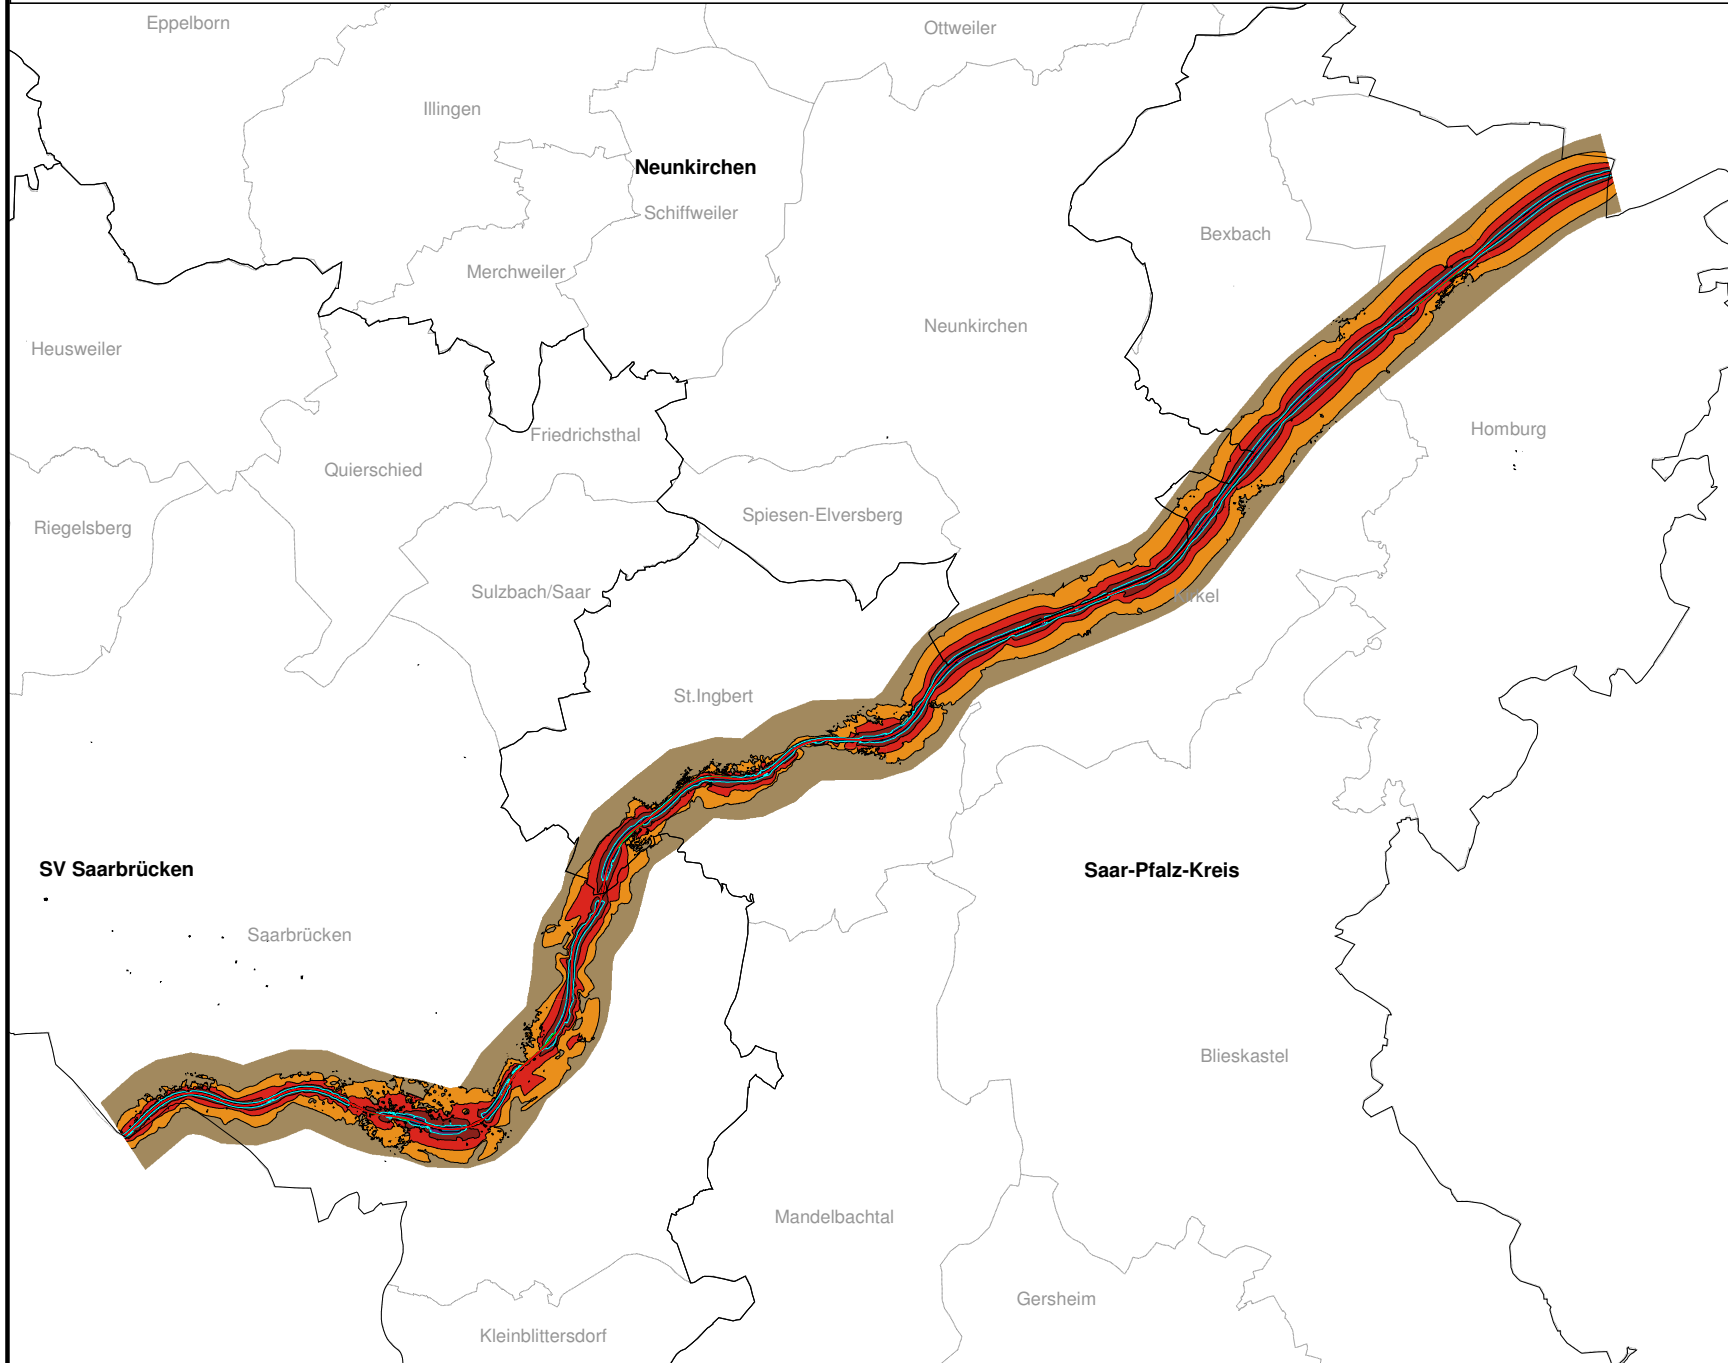 Eppelborn
Ottweiler
Illingen
Neunkirchen
Schiffweiler
Bexbach
Merchweiler
Neunkirchen
Heusweiler
Homburg
Friedrichsthal
Quierschied
Spiesen-Elversberg
Riegelsberg
Sulzbach/Saar
St.Ingbert
SV Saarbrücken
Saar-Pfalz-Kreis
Saarbrücken
Blieskastel
Mandelbachtal
Gersheim
Kleinblittersdorf